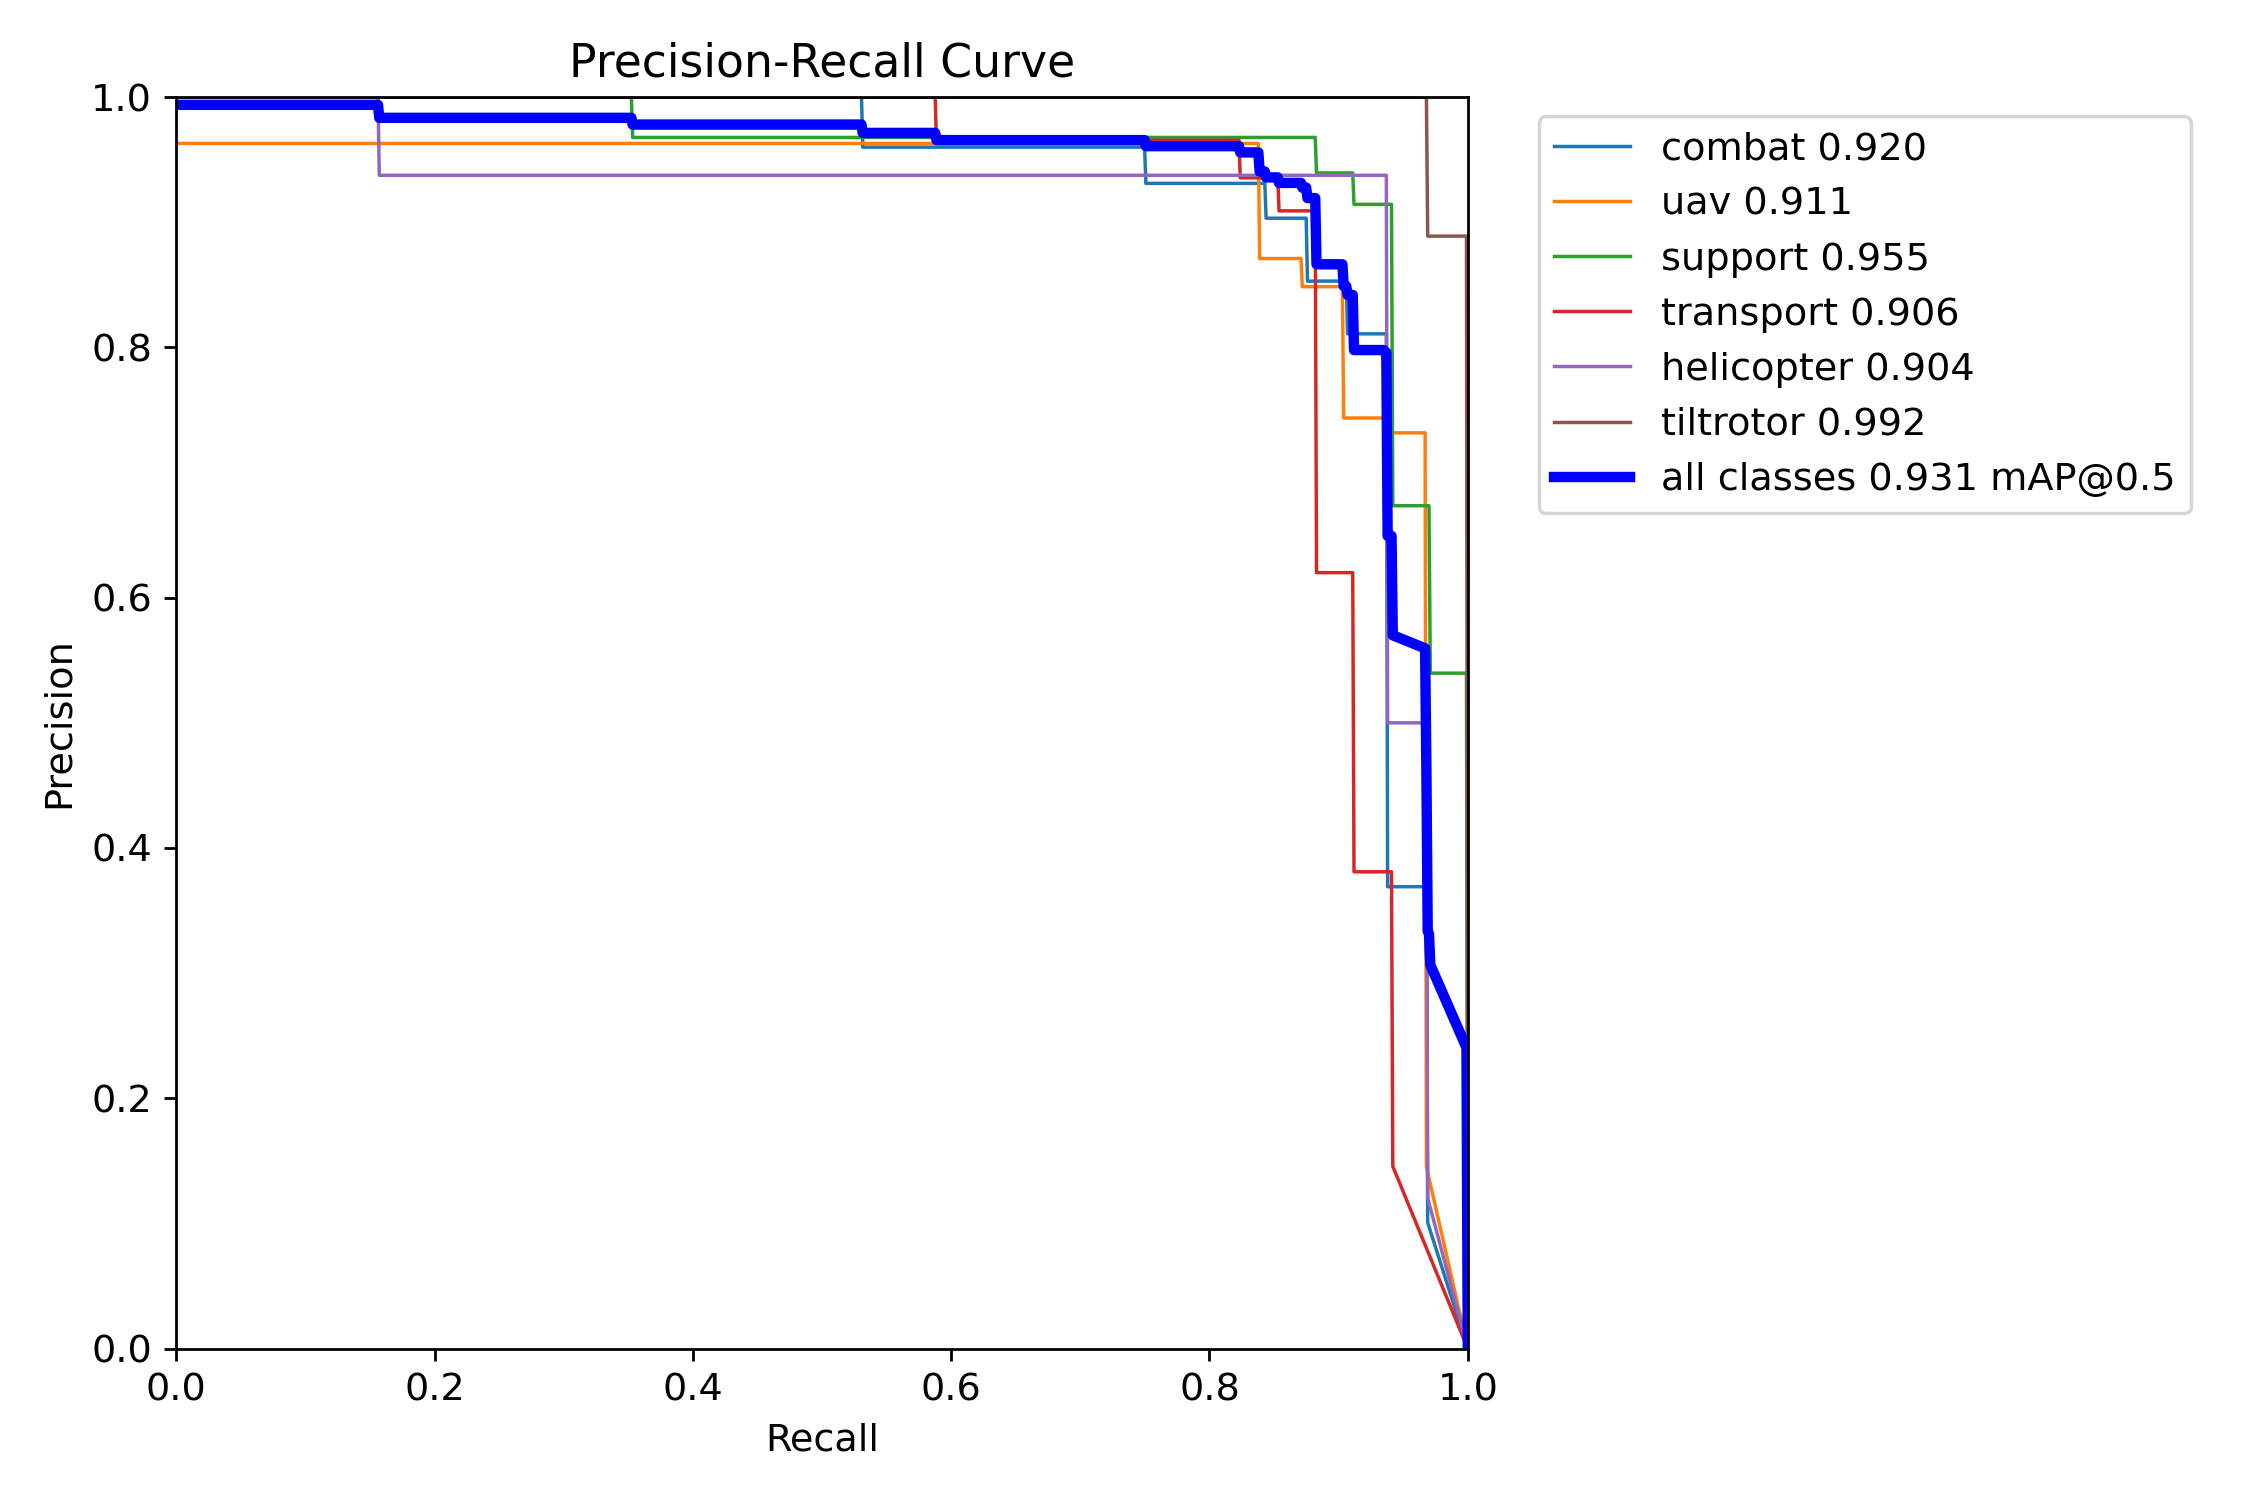 Precision-Recall Curve
1.0
0.8
0.6
0.4
0.2
0.0
Precision
0.0 0.2 0.4 0.6 0.8 1.0
Recall
combat 0.920
uav 0.911
support 0.955
transport 0.906
helicopter 0.904
tiltrotor 0.992
all classes 0.931 mAP@0.5